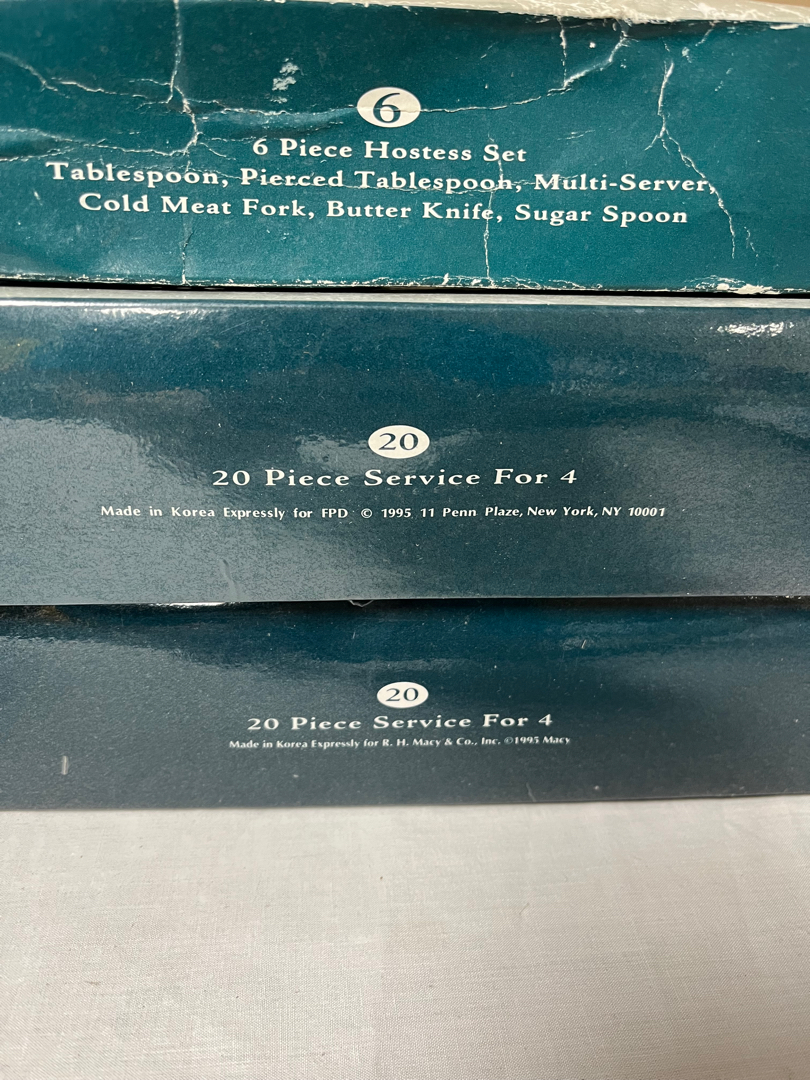 6
6 Piece Hostess Set
Tablespoon, Pierced Tablespoon, Multi-Server,
Cold Meat Fork, Butter Knife, Sugar Spoon
20
20 Piece Service For 4
Made in Korea Expressly for FPD © 1995 11 Penn Plaze, New York, NY 10001
20
20 Piece Service For 4
Made in Korea Expressly for R. H. Macy & Co., Inc. ©1995 Macy